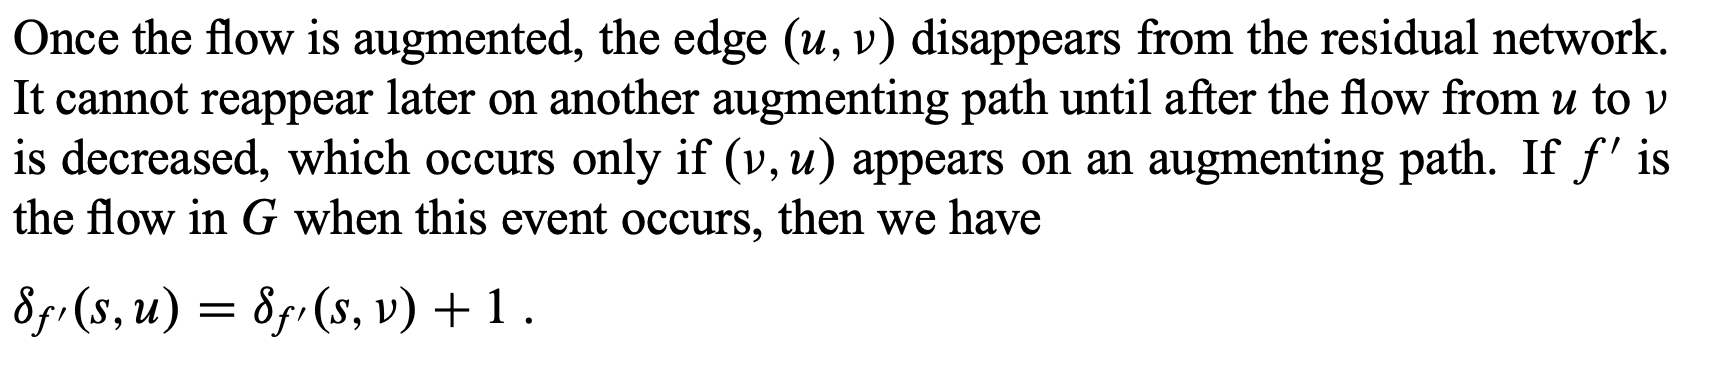 Once the flow is augmented, the edge (u, v) disappears from the residual network.
It cannot reappear later on another augmenting path until after the flow from u to v
is decreased, which occurs only if (v, u) appears on an augmenting path. If f′ is
the flow in G when this event occurs, then we have
δf′(s, u) = δf′(s, v) + 1 .